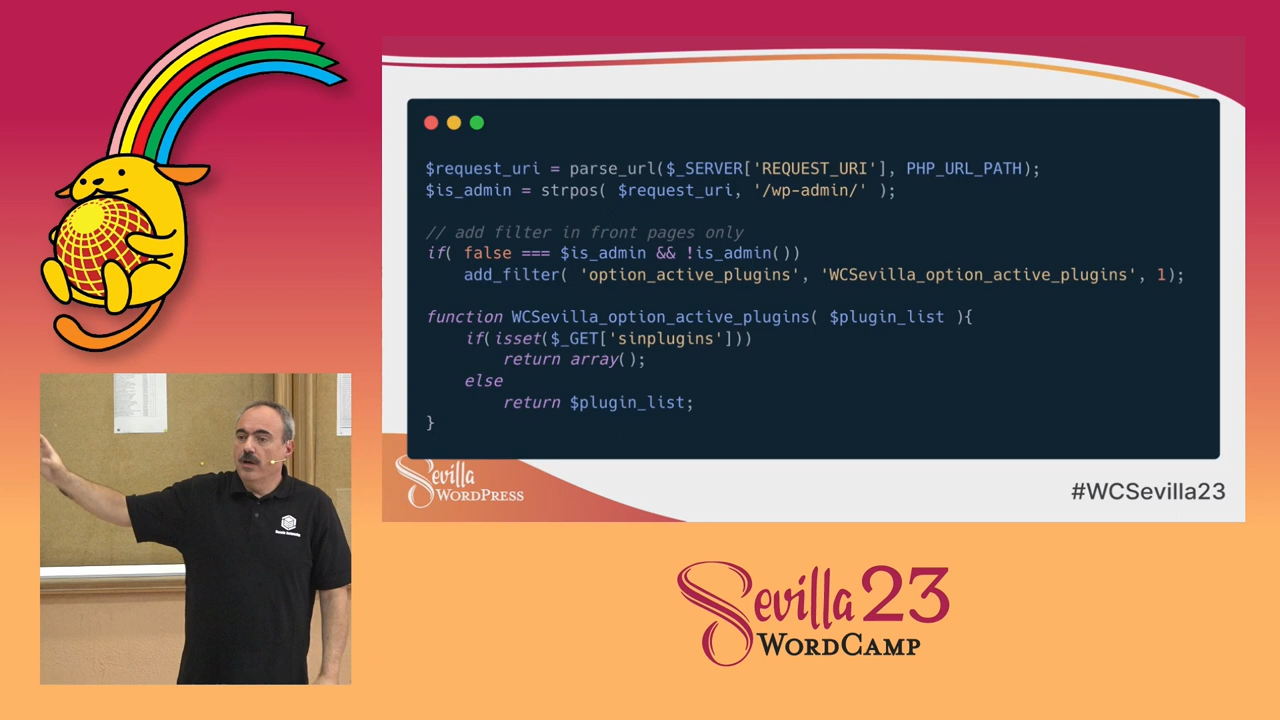 $request_uri = parse_url($_SERVER['REQUEST_URI'], PHP_URL_PATH);
$is_admin = strpos( $request_uri, '/wp-admin/' );
// add filter in front pages only
if( false === $is_admin && !is_admin())
add_filter( 'option_active_plugins', 'WCSevilla_option_active_plugins', 1);
function WCSevilla_option_active_plugins( $plugin_list ){
if(isset($_GET['sinplugins']))
return array();
else
return $plugin_list;
}
Sevilla
WORDPRESS
#WCSevilla23
Sevilla 23
WORDCAMP